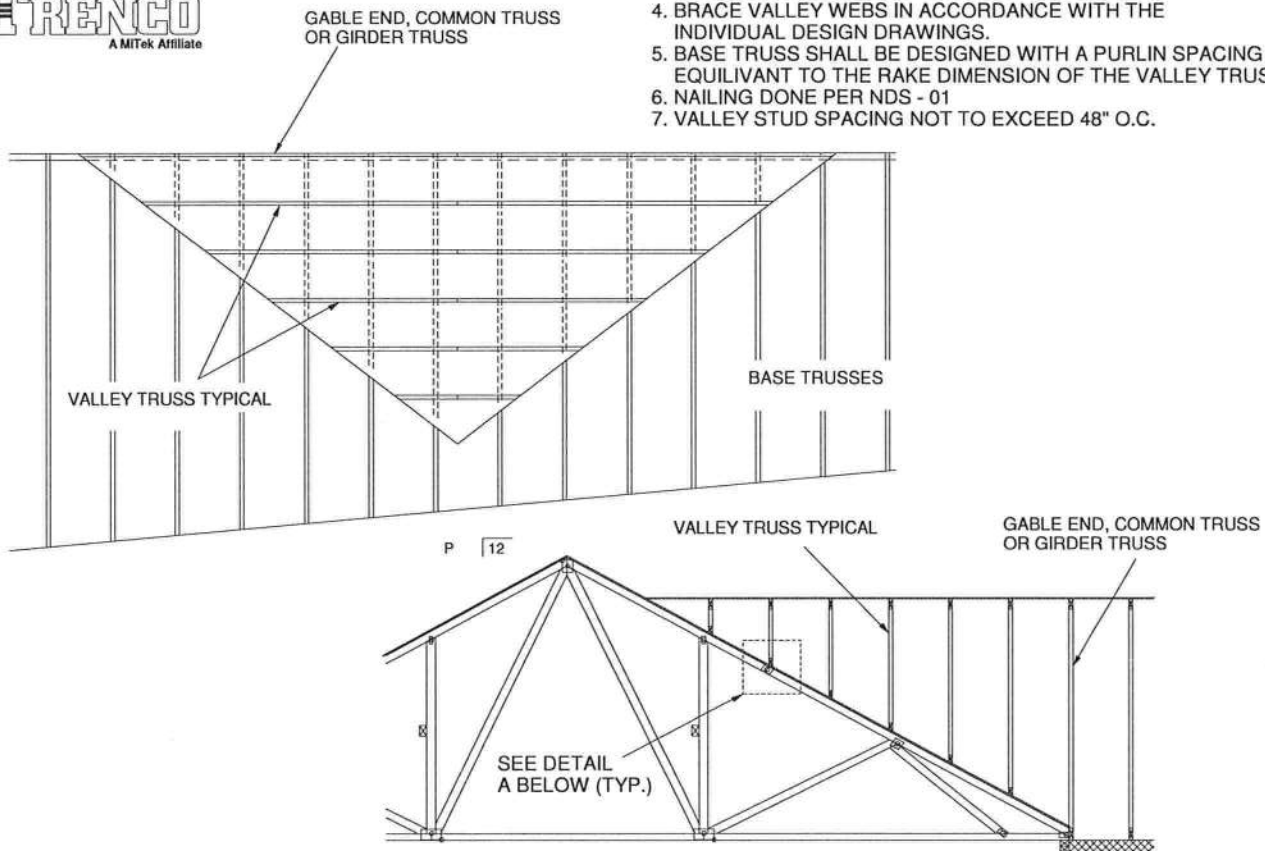 TRENCO
A MiTek Affiliate
GABLE END, COMMON TRUSS
OR GIRDER TRUSS
4. BRACE VALLEY WEBS IN ACCORDANCE WITH THE
INDIVIDUAL DESIGN DRAWINGS.
5. BASE TRUSS SHALL BE DESIGNED WITH A PURLIN SPACING
EQUILIVANT TO THE RAKE DIMENSION OF THE VALLEY TRUS
6. NAILING DONE PER NDS - 01
7. VALLEY STUD SPACING NOT TO EXCEED 48" O.C.
VALLEY TRUSS TYPICAL
BASE TRUSSES
P 12
VALLEY TRUSS TYPICAL
GABLE END, COMMON TRUSS
OR GIRDER TRUSS
SEE DETAIL
A BELOW (TYP.)